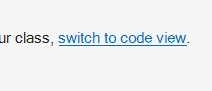 ur class, switch to code view.